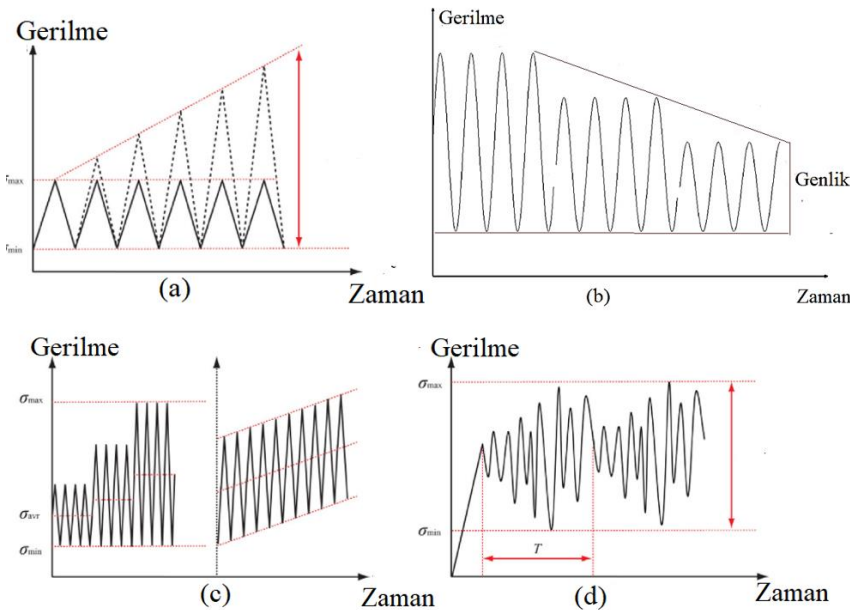 Gerilme
σmax
σmin
(a)
Zaman
Gerilme
Genlik
(b)
Zaman
Gerilme
σmax
σavr
σmin
(c)
Zaman
Gerilme
σmax
σmin
T
(d)
Zaman